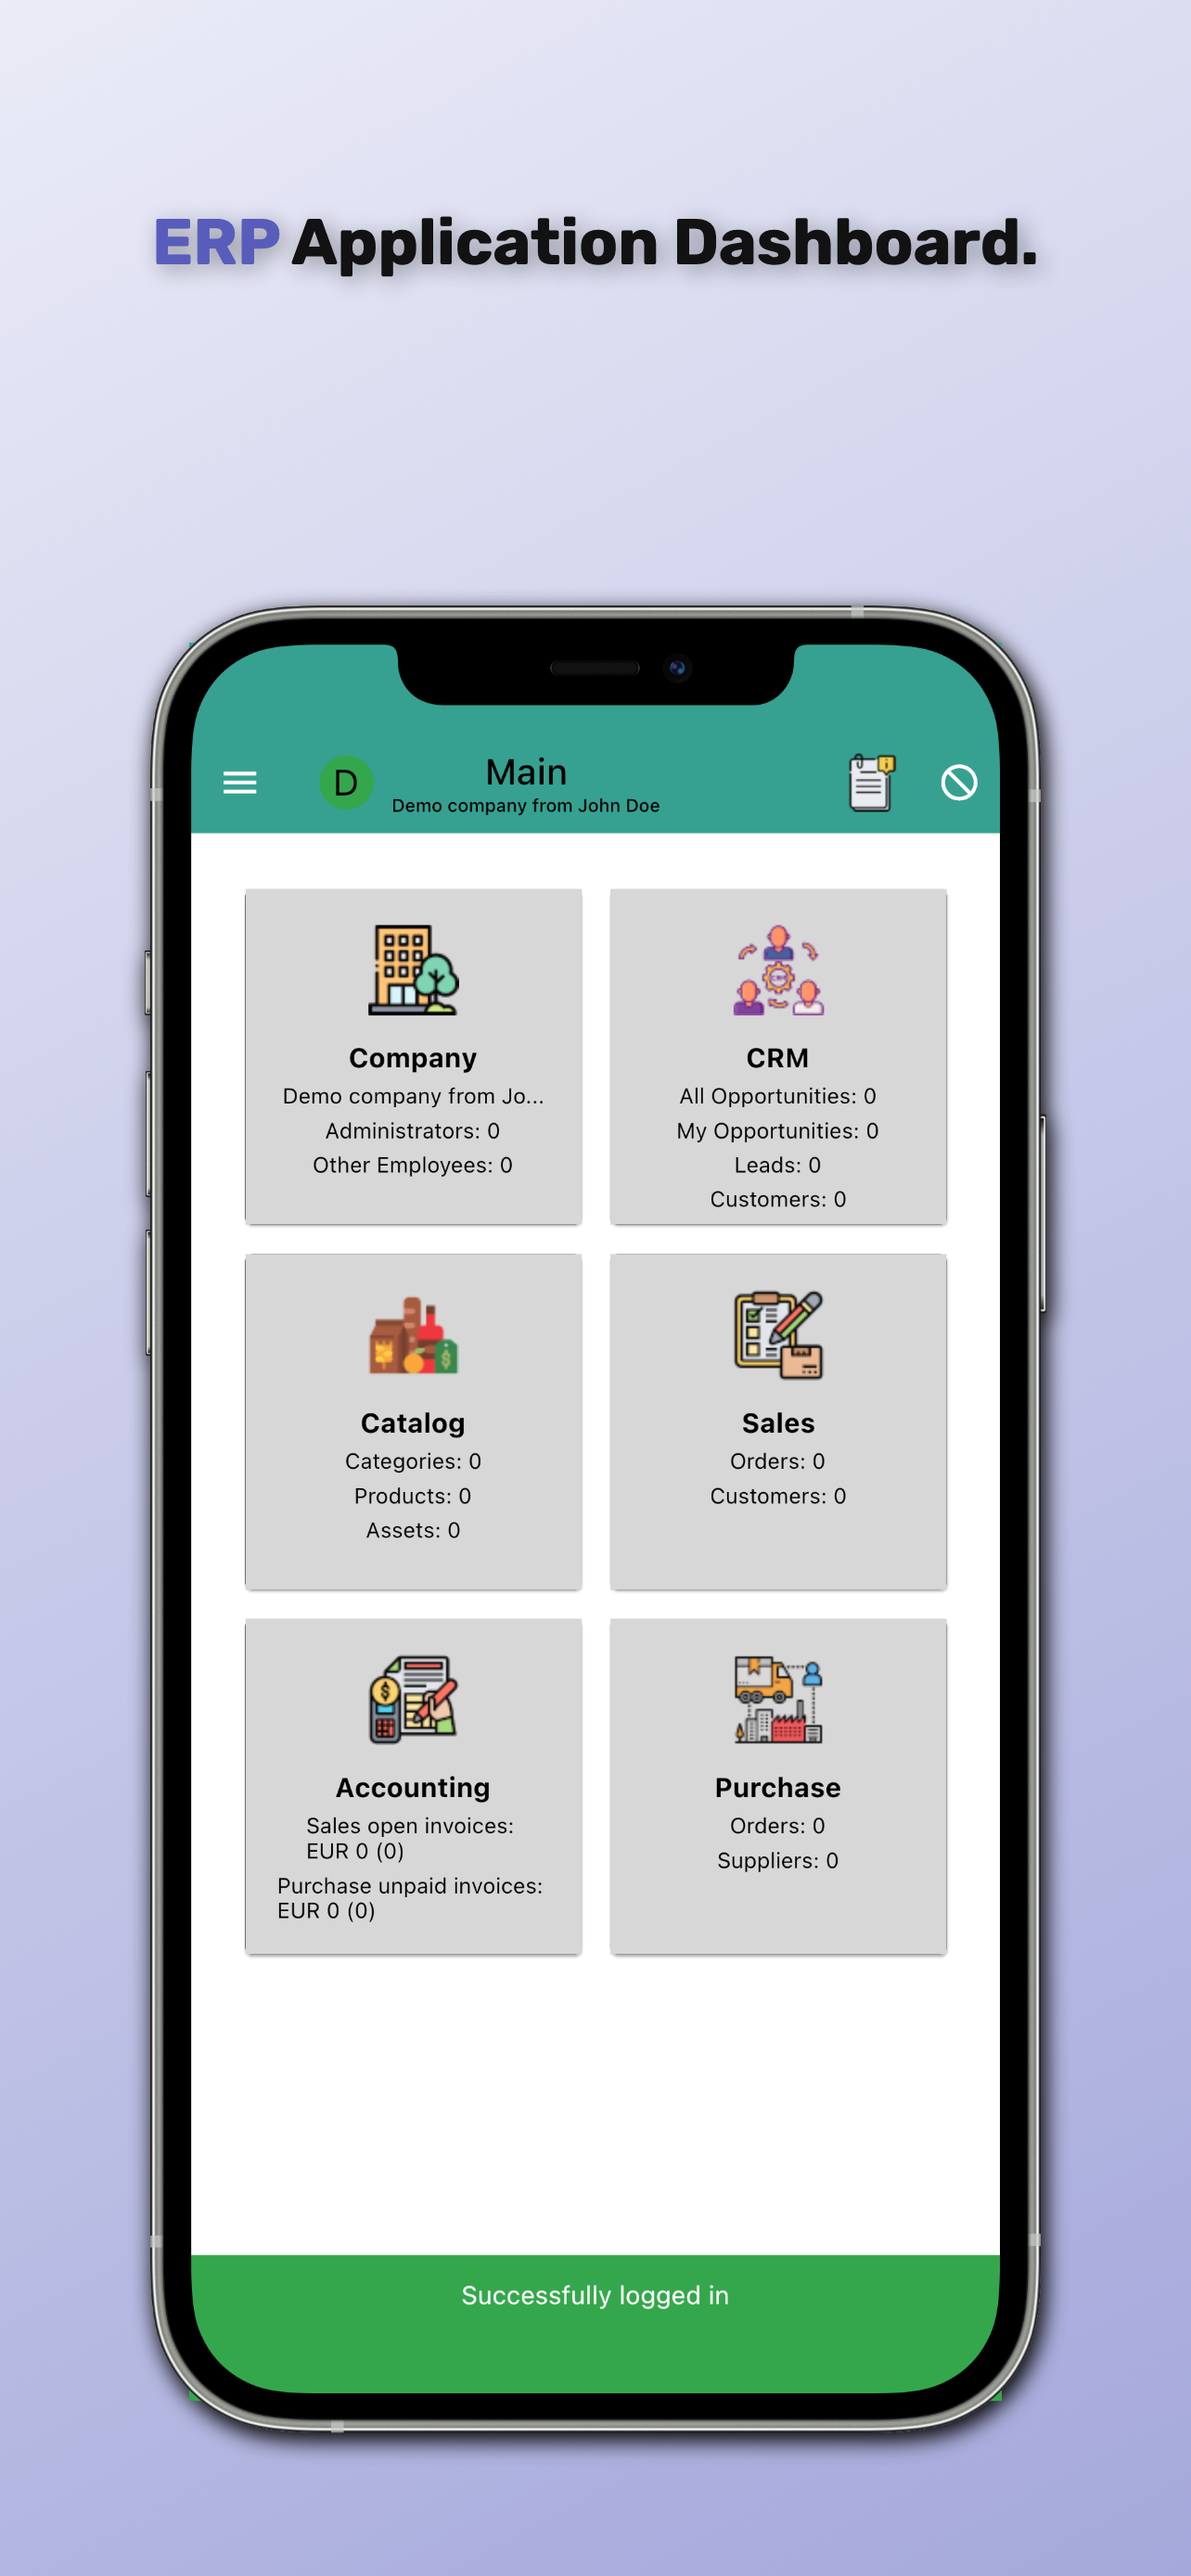 ERP Application Dashboard.
D
Main
Demo company from John Doe
Company
Demo company from Jo...
Administrators: 0
Other Employees: 0
CRM
All Opportunities: 0
My Opportunities: 0
Leads: 0
Customers: 0
Catalog
Categories: 0
Products: 0
Assets: 0
Sales
Orders: 0
Customers: 0
Accounting
Sales open invoices:
EUR 0 (0)
Purchase unpaid invoices:
EUR 0 (0)
Purchase
Orders: 0
Suppliers: 0
Successfully logged in